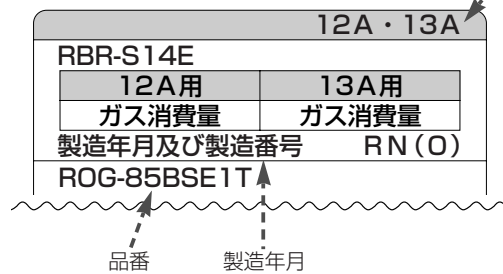 12A・13A
RBR-S14E
12A用 13A用
ガス消費量 ガス消費量
製造年月及び製造番号 RN(O)
ROG-85BSE1T
品番 製造年月